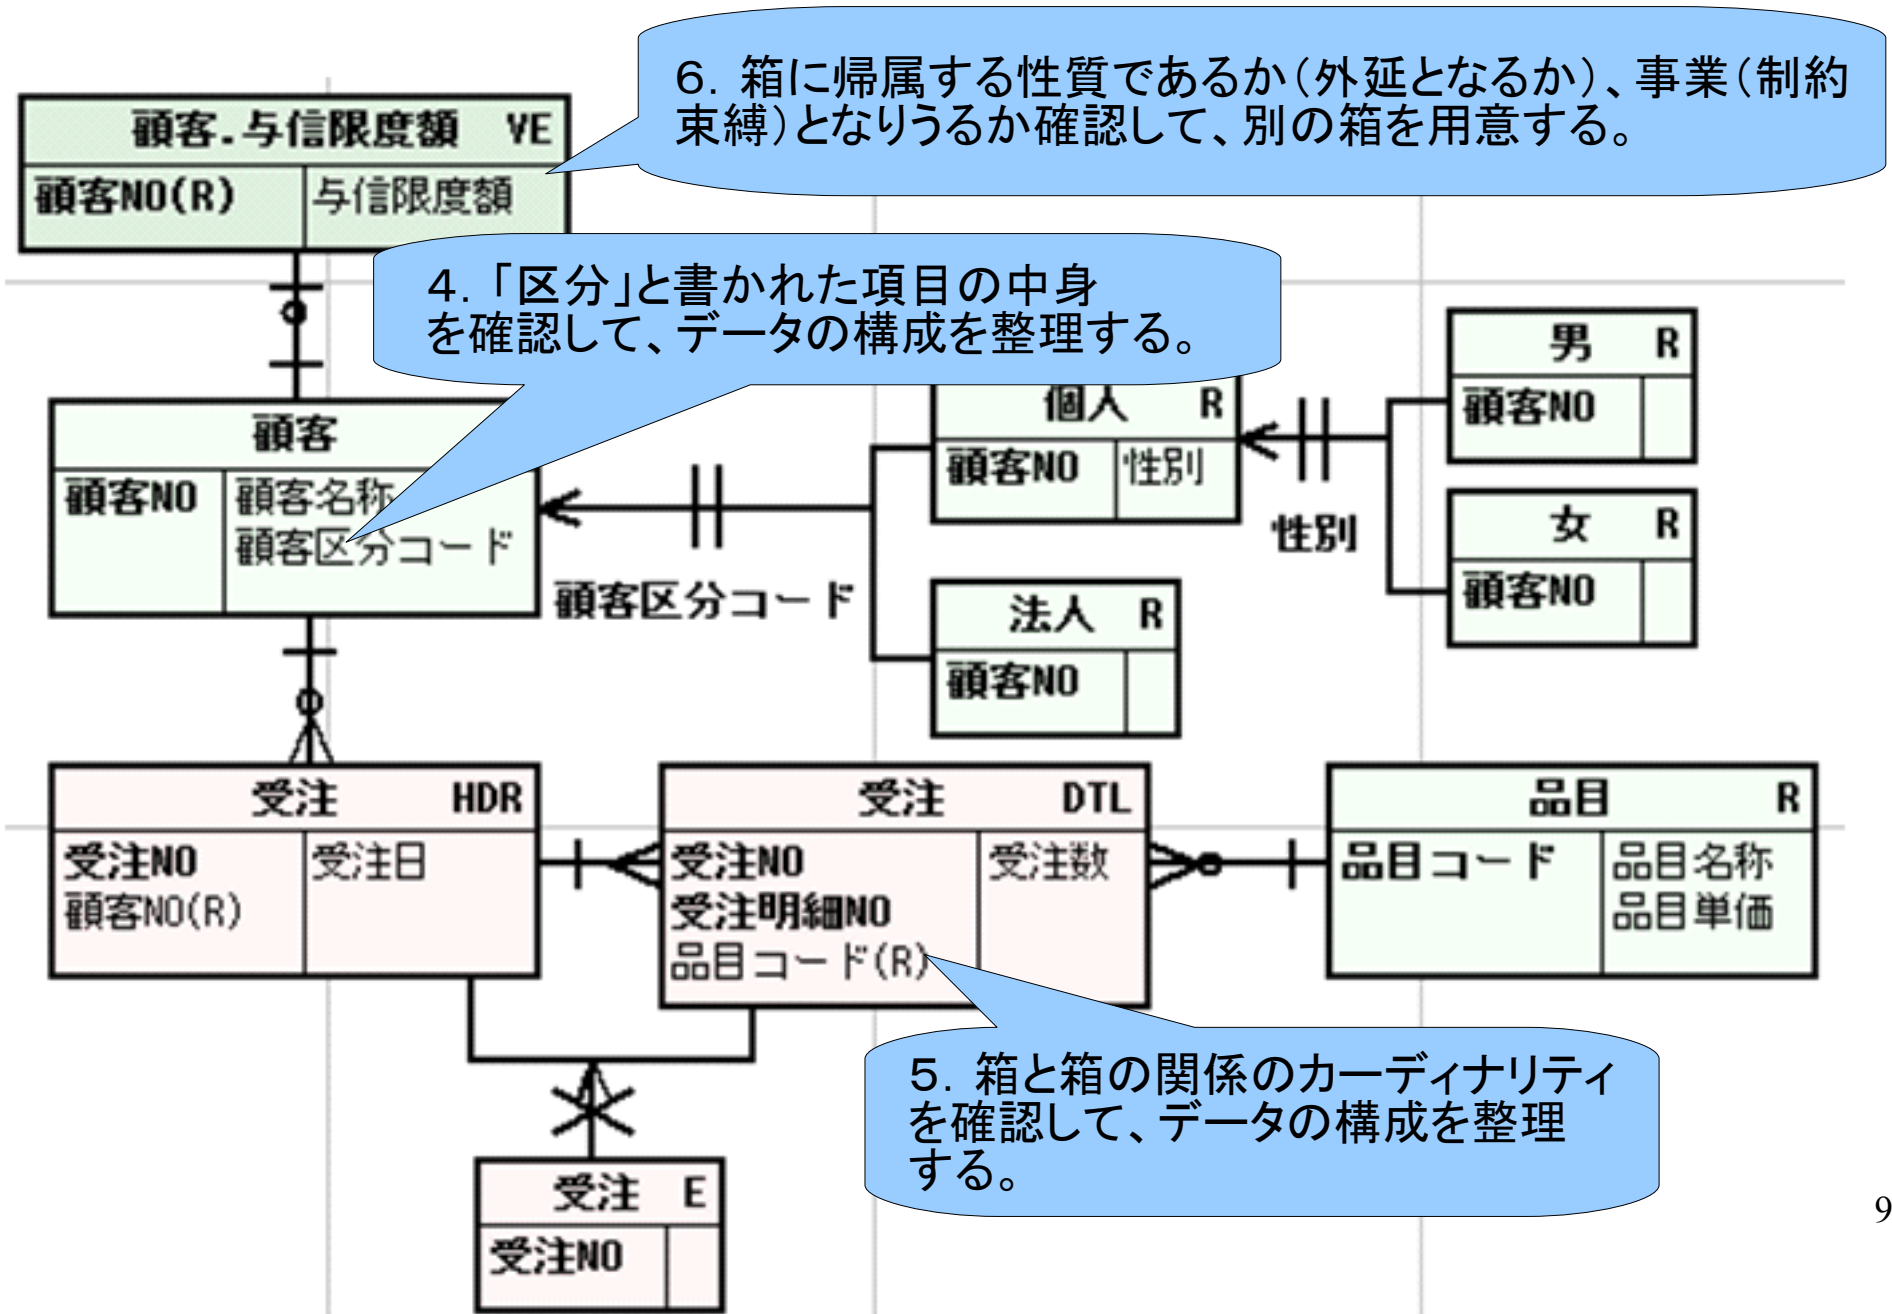 6. 箱に帰属する性質であるか（外延となるか）、事業（制約
束縛）となりうるか確認して、別の箱を用意する。
顧客.与信限度額 VE
顧客NO(R) 与信限度額
4. 「区分」と書かれた項目の中身
を確認して、データの構成を整理する。
男 R
顧客NO
個人 R
顧客NO 性別
性別
女 R
顧客NO
顧客
顧客NO 顧客名称
顧客区分コード
顧客区分コード
法人 R
顧客NO
受注 HDR
受注NO 受注日
顧客NO(R)
受注 DTL
受注NO 受注数
受注明細NO
品目コード(R)
品目 R
品目コード 品目名称
品目単価
5. 箱と箱の関係のカーディナリティ
を確認して、データの構成を整理
する。
受注 E
受注NO
9